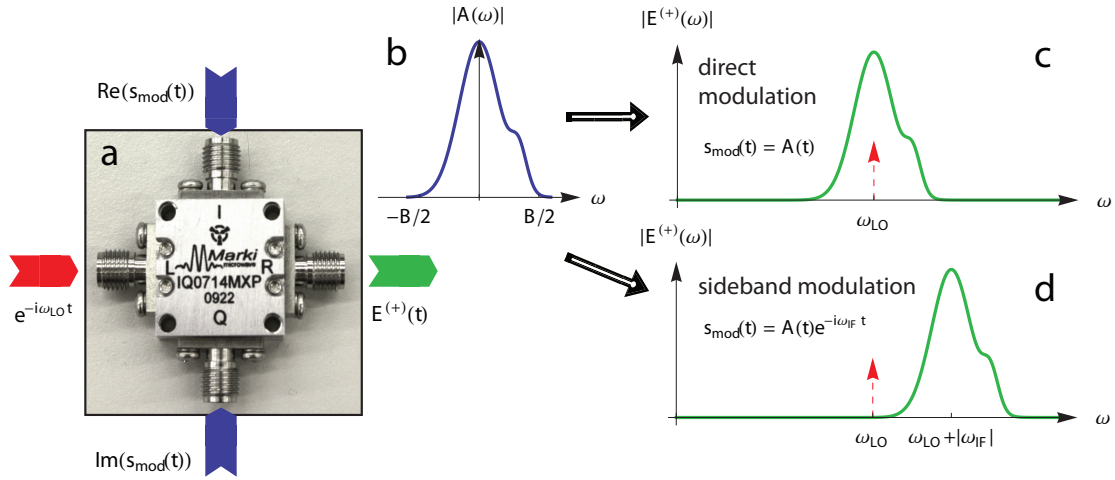 a
Re(s_mod(t))
e^{-iω_LO t}
I
L
Marki
microwave
R
IQ0714MXP
0922
Q
E^{(+)}(t)
Im(s_mod(t))
b
|A(ω)|
−B/2
B/2
ω
c
|E^{(+)}(ω)|
direct
modulation
s_mod(t) = A(t)
ω_LO
ω
d
|E^{(+)}(ω)|
sideband modulation
s_mod(t) = A(t)e^{-iω_IF t}
ω_LO
ω_LO +|ω_IF|
ω